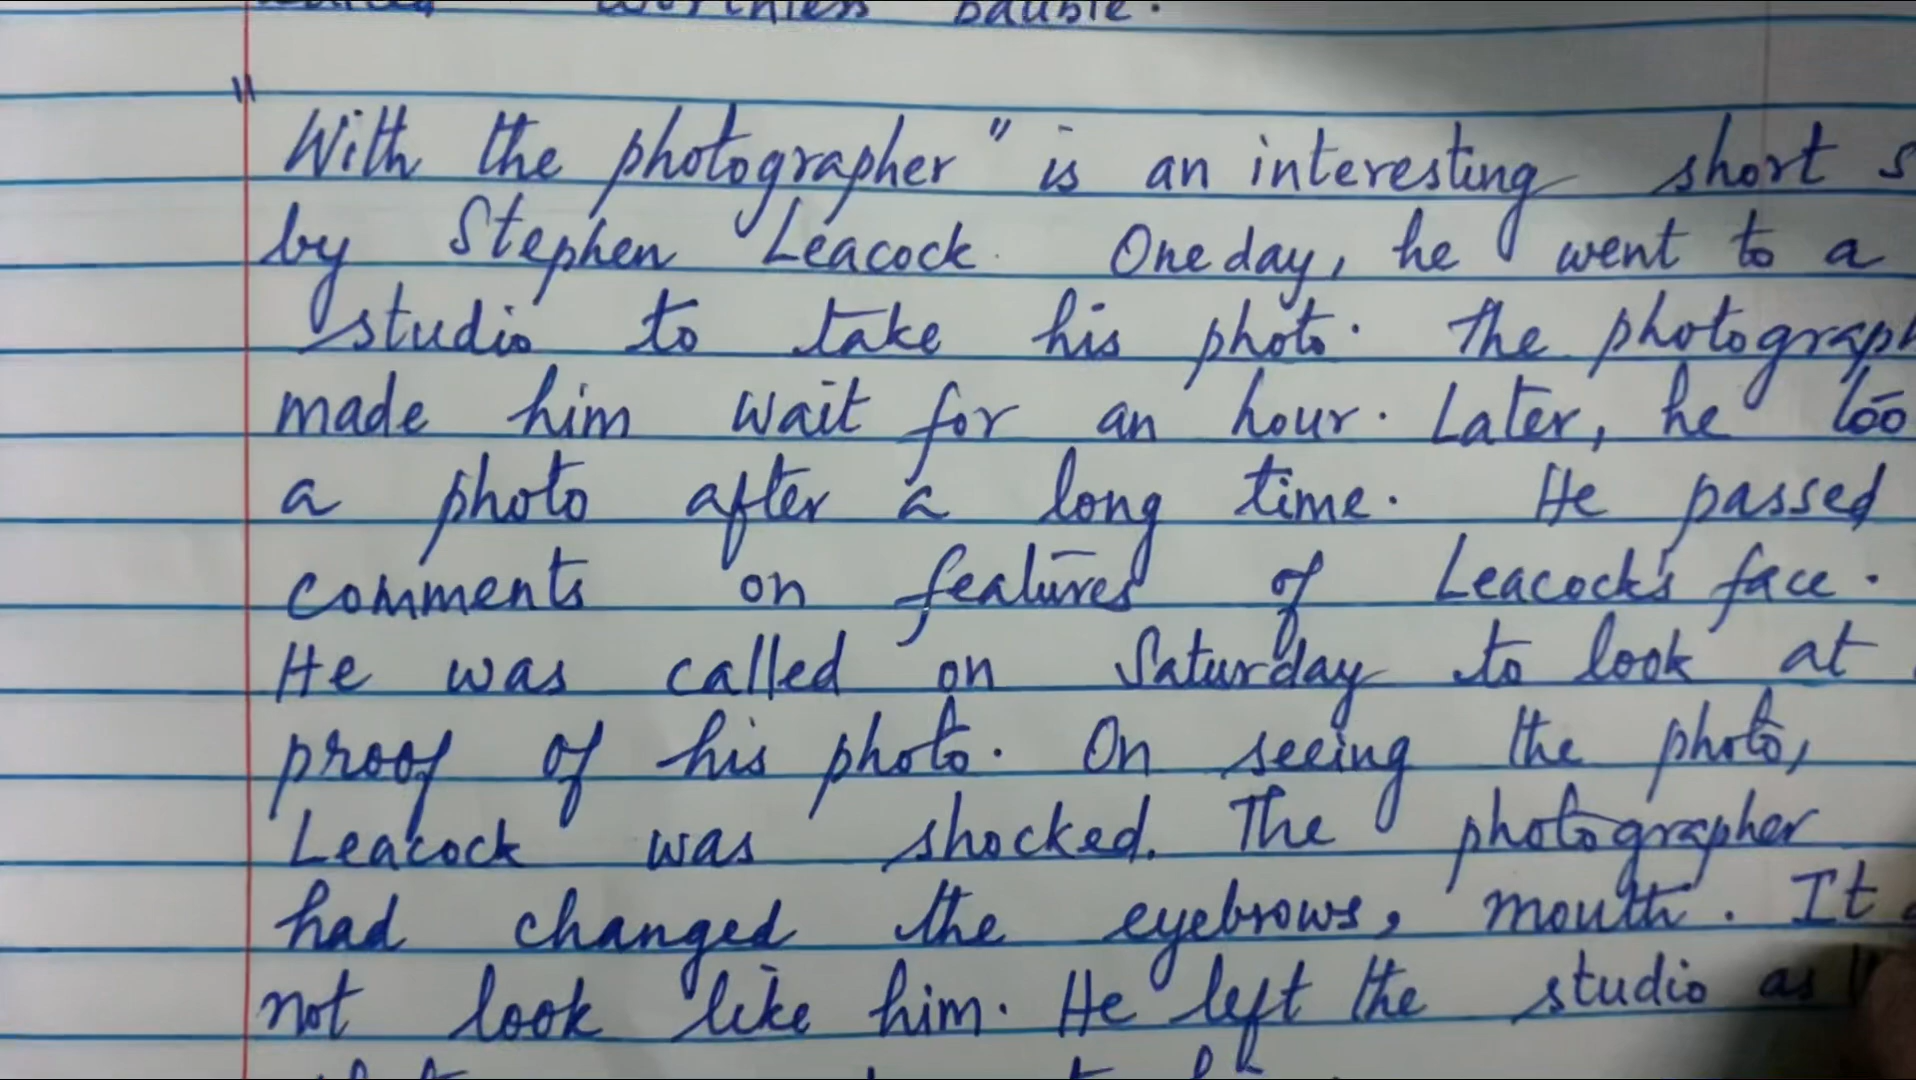 worthless bauble.
"With the photographer" is an interesting short
by Stephen Leacock. One day, he went to a
studio to take his photo. The
made him wait for an hour. Later, he
a photo after a long time. He passed
comments on features of Leacock's face.
He was called on Saturday to look at
proof of his photo. On seeing the photo,
Leacock was shocked. The photographer
had changed the eyebrows, mouth. It
not look like him. He left the studio as